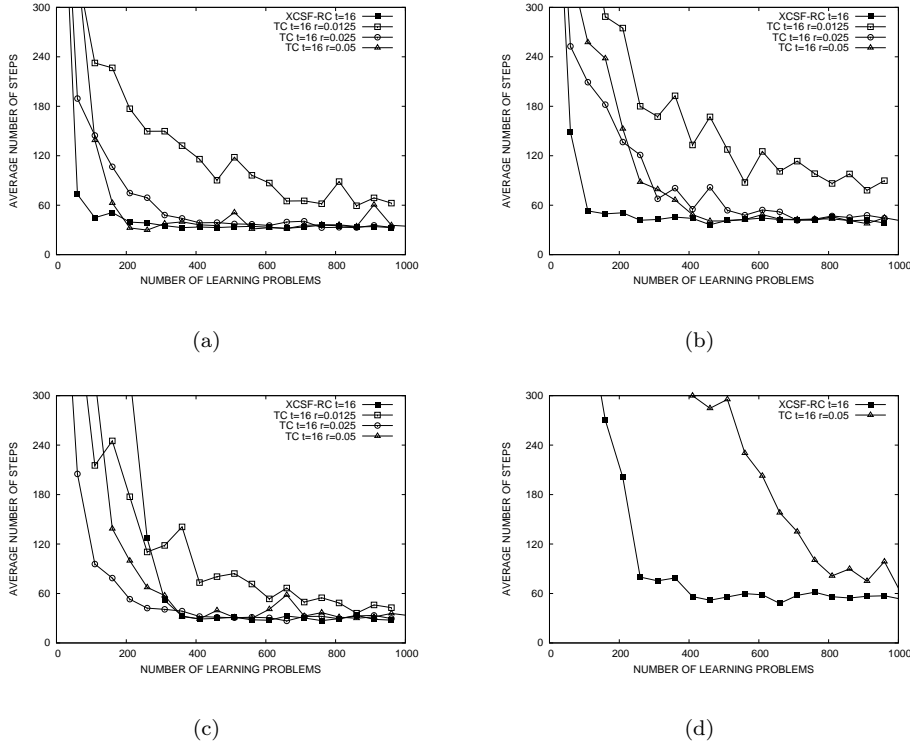 XCSF-RC t=16
TC t=16 r=0.0125
TC t=16 r=0.025
TC t=16 r=0.05
300
240
180
120
60
0
AVERAGE NUMBER OF STEPS
0 200 400 600 800 1000
NUMBER OF LEARNING PROBLEMS
(a)
XCSF-RC t=16
TC t=16 r=0.0125
TC t=16 r=0.025
TC t=16 r=0.05
300
240
180
120
60
0
AVERAGE NUMBER OF STEPS
0 200 400 600 800 1000
NUMBER OF LEARNING PROBLEMS
(b)
XCSF-RC t=16
TC t=16 r=0.0125
TC t=16 r=0.025
TC t=16 r=0.05
300
240
180
120
60
0
AVERAGE NUMBER OF STEPS
0 200 400 600 800 1000
NUMBER OF LEARNING PROBLEMS
(c)
XCSF-RC t=16
TC t=16 r=0.05
300
240
180
120
60
0
AVERAGE NUMBER OF STEPS
0 200 400 600 800 1000
NUMBER OF LEARNING PROBLEMS
(d)